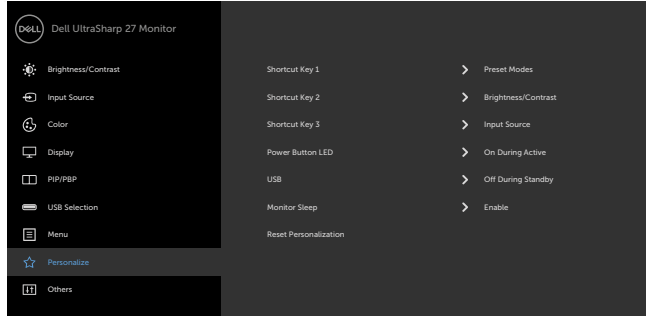 DELL Dell UltraSharp 27 Monitor
Brightness/Contrast
Input Source
Color
Display
PIP/PBP
USB Selection
Menu
Personalize
Others
Shortcut Key 1 Preset Modes
Shortcut Key 2 Brightness/Contrast
Shortcut Key 3 Input Source
Power Button LED On During Active
USB Off During Standby
Monitor Sleep Enable
Reset Personalization